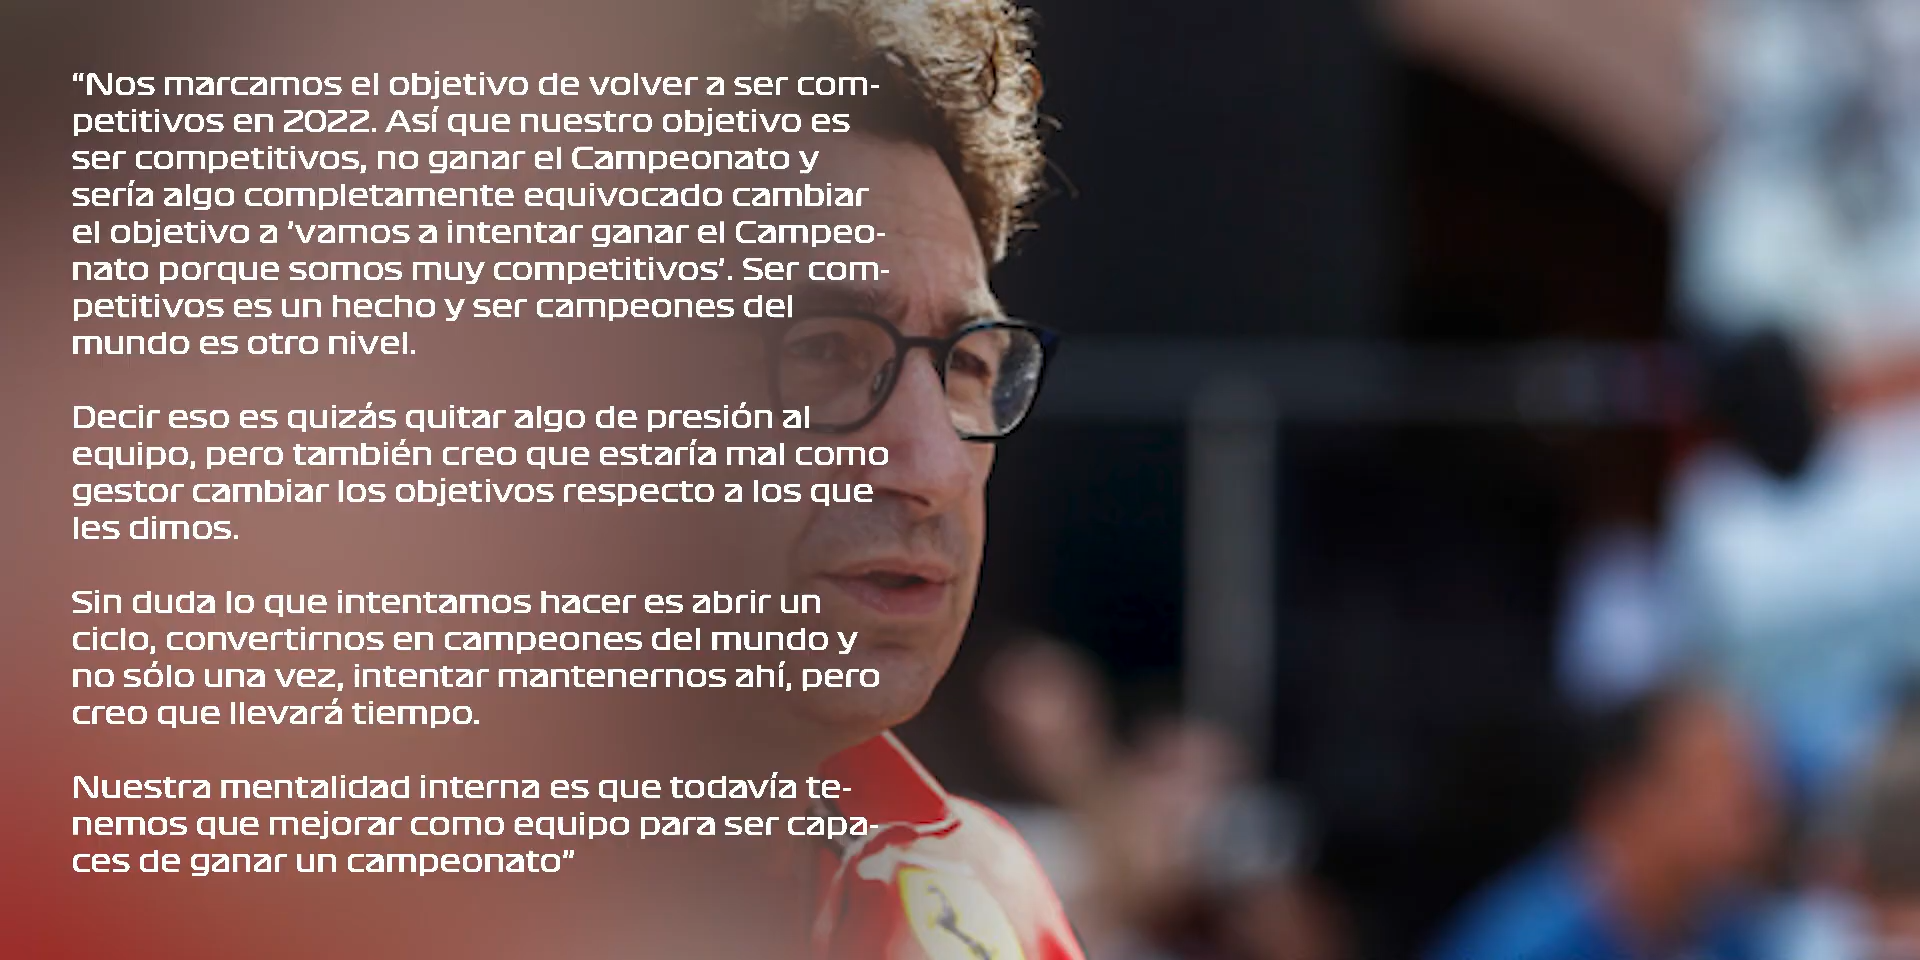 “Nos marcamos el objetivo de volver a ser com-
petitivos en 2022. Así que nuestro objetivo es
ser competitivos, no ganar el Campeonato y
sería algo completamente equivocado cambiar
el objetivo a ‘vamos a intentar ganar el Campeo-
nato porque somos muy competitivos’. Ser com-
petitivos es un hecho y ser campeones del
mundo es otro nivel.
Decir eso es quizás quitar algo de presión al
equipo, pero también creo que estaría mal como
gestor cambiar los objetivos respecto a los que
les dimos.
Sin duda lo que intentamos hacer es abrir un
ciclo, convertirnos en campeones del mundo y
no sólo una vez, intentar mantenernos ahí, pero
creo que llevará tiempo.
Nuestra mentalidad interna es que todavía te-
nemos que mejorar como equipo para ser capa-
ces de ganar un campeonato”